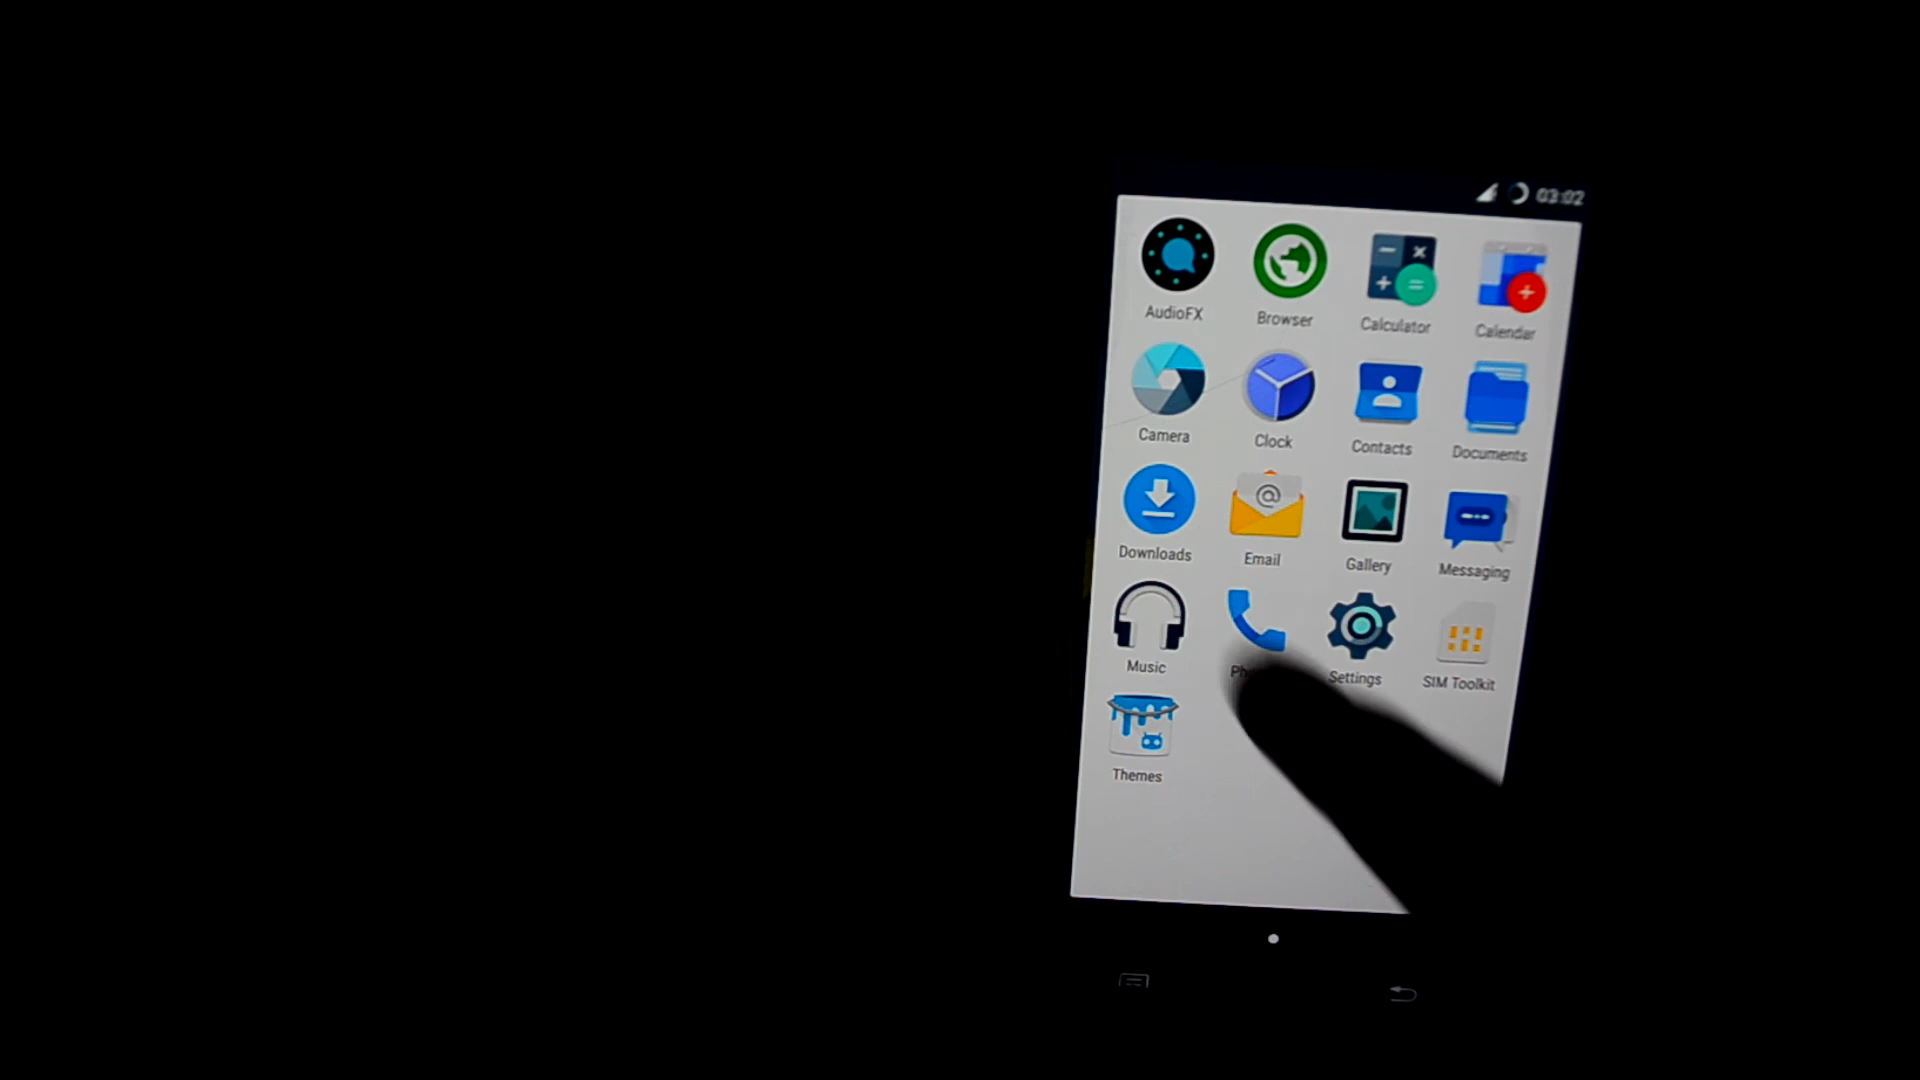 03:02
AudioFX Browser Calculator Calendar
Camera Clock Contacts Documents
Downloads Email Gallery Messaging
Music Ph Settings SIM Toolkit
Themes